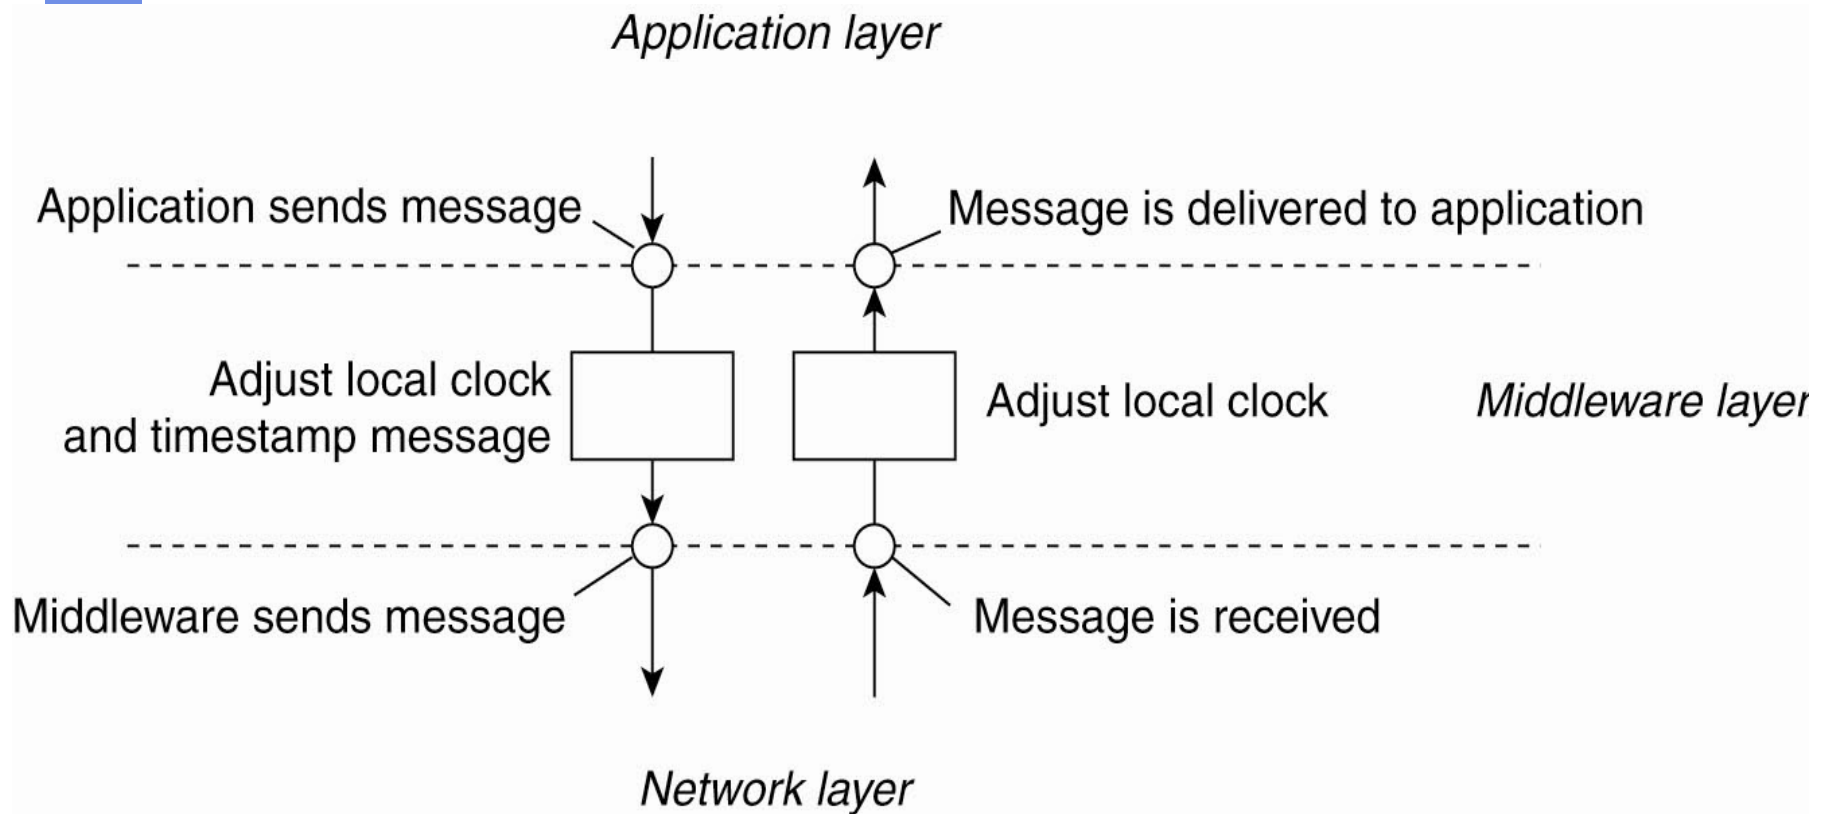 Application layer
Application sends message
Message is delivered to application
Adjust local clock
and timestamp message
Adjust local clock
Middleware layer
Middleware sends message
Message is received
Network layer